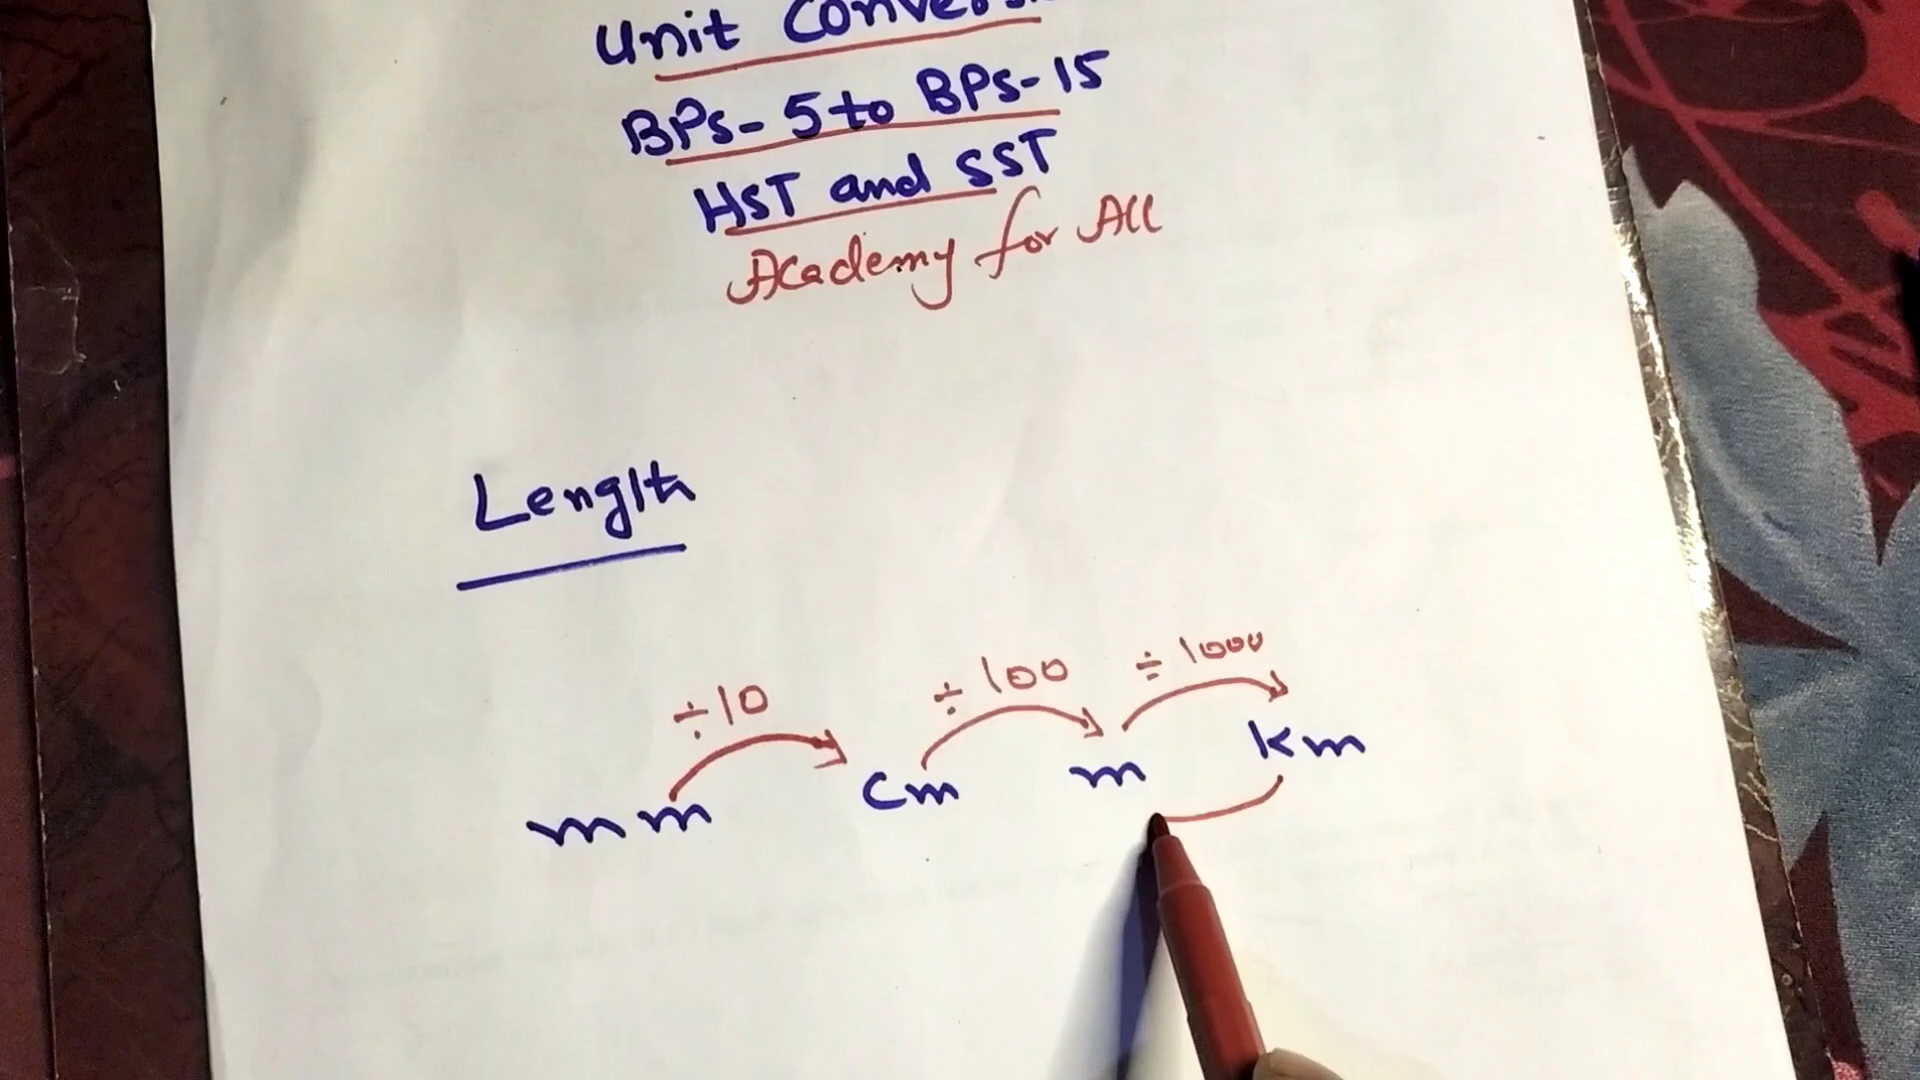 Unit Convers
BPs-5 to BPs-15
HST and SST
Academy for All
Length
÷10 ÷100 ÷1000
mm cm m km